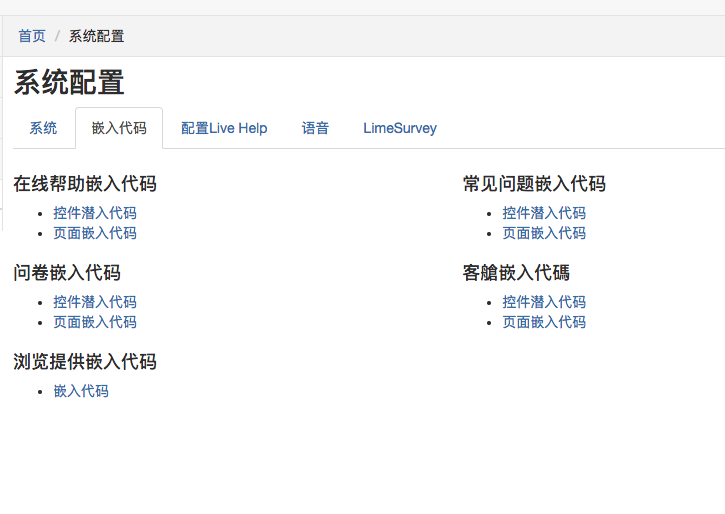 首页 / 系统配置
系统配置
系统 嵌入代码 配置Live Help 语音 LimeSurvey
在线帮助嵌入代码
控件潜入代码
页面嵌入代码
常见问题嵌入代码
控件潜入代码
页面嵌入代码
问卷嵌入代码
控件潜入代码
页面嵌入代码
客艙嵌入代碼
控件潜入代码
页面嵌入代码
浏览提供嵌入代码
嵌入代码